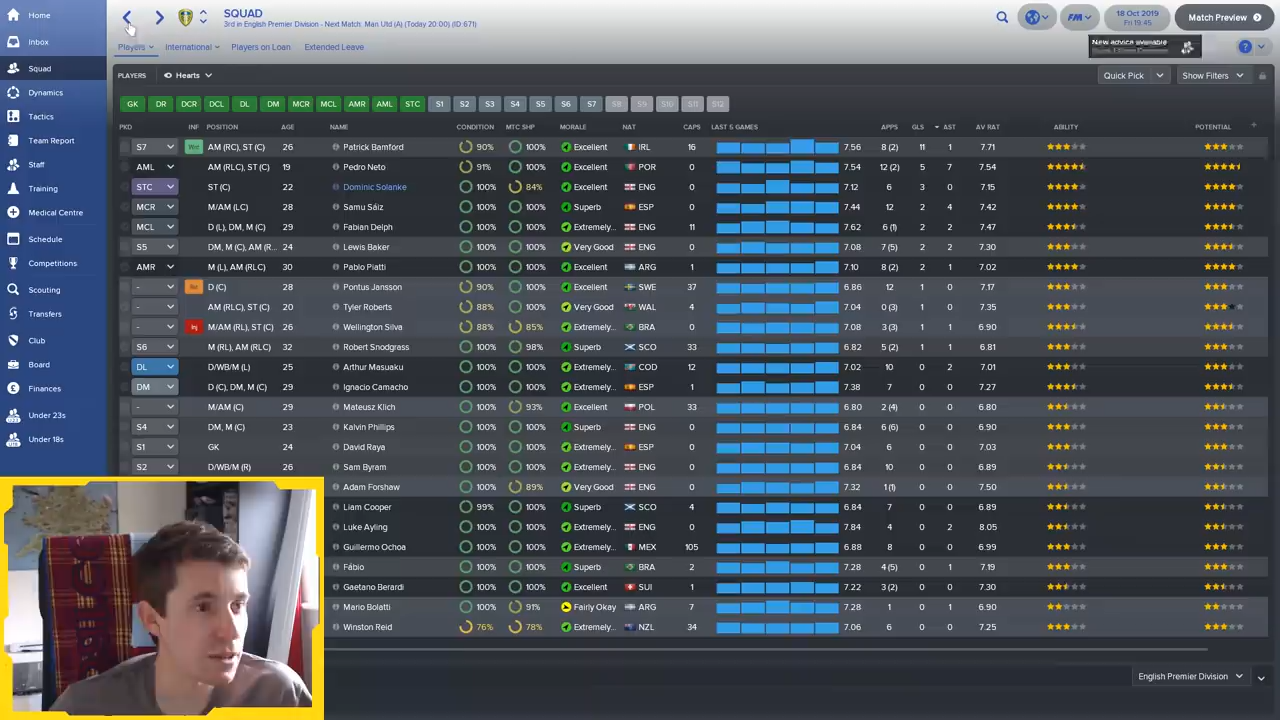 Home
SQUAD
3rd in English Premier Division - Next Match: Man Utd (A) (Today 20:00) (ID:671)
FM
18 Oct 2019
Fri 19:45
Match Preview
Inbox
Players International Players on Loan Extended Leave
New advice available
?
Squad
PLAYERS Hearts
Quick Pick Show Filters
Dynamics
GK DR DCR DCL DL DM MCR MCL AMR AML STC S1 S2 S3 S4 S5 S6 S7 S8 S9 S10 S11 S12
Tactics
PKD INF POSITION AGE NAME CONDITION MTC SHP MORALE NAT CAPS LAST 5 GAMES APPS GLS AST AV RAT ABILITY POTENTIAL
Team Report
S7 Wnt AM (RC), ST (C) 26 Patrick Bamford 90% 100% Excellent IRL 16 7.56 8 (2) 11 1 7.71
Staff
AML AM (RLC), ST (C) 19 Pedro Neto 91% 100% Excellent POR 0 7.54 12 (2) 5 7 7.54
Training
STC ST (C) 22 Dominic Solanke 100% 84% Excellent ENG 0 7.12 6 3 0 7.15
MCR M/AM (LC) 28 Samu Sáiz 100% 100% Superb ESP 0 7.44 12 2 4 7.42
Medical Centre
MCL D (L), DM, M (C) 29 Fabian Delph 100% 100% Excellent ENG 11 7.62 6 (1) 2 2 7.47
Schedule
S5 DM, M (C), AM (R... 24 Lewis Baker 100% 100% Very Good ENG 0 7.08 7 (5) 2 1 7.30
Competitions
AMR M (L), AM (RLC) 30 Pablo Piatti 100% 100% Excellent ARG 1 7.10 8 (2) 2 1 7.02
Scouting
- D (C) 28 Pontus Jansson 90% 100% Excellent SWE 37 6.86 12 1 0 7.17
Transfers
- AM (RLC), ST (C) 20 Tyler Roberts 88% 100% Very Good WAL 4 7.04 0 (3) 1 0 7.35
- Inj M/AM (RL), ST (C) 26 Wellington Silva 88% 85% Extremely... BRA 0 7.08 3 (3) 1 1 6.90
Club
S6 M (RL), AM (RLC) 32 Robert Snodgrass 100% 98% Superb SCO 33 6.82 5 (2) 1 1 6.81
Board
DL D/WB/M (L) 25 Arthur Masuaku 100% 100% Extremely... COD 12 7.02 10 0 2 7.01
Finances
DM D (C), DM, M (C) 29 Ignacio Camacho 100% 100% Extremely... ESP 1 7.38 7 0 0 7.27
Under 23s
- M/AM (C) 29 Mateusz Klich 100% 93% Excellent POL 33 6.80 2 (4) 0 0 6.80
S4 DM, M (C) 23 Kalvin Phillips 100% 100% Superb ENG 0 6.80 6 (6) 0 1 6.90
Under 18s
S1 GK 24 David Raya 100% 100% Extremely... ESP 0 7.04 6 0 0 7.03
S2 D/WB/M (R) 26 Sam Byram 100% 100% Extremely... ENG 0 6.84 10 0 0 6.89
Adam Forshaw 100% 89% Very Good ENG 0 7.32 1 (1) 0 1 7.50
Liam Cooper 99% 100% Superb SCO 4 6.84 7 0 0 6.89
Luke Ayling 100% 100% Extremely... ENG 0 7.84 4 0 2 8.05
Guillermo Ochoa 100% 100% Extremely... MEX 105 6.88 8 0 0 6.99
Fábio 100% 100% Superb BRA 2 7.28 4 (5) 0 1 7.19
Gaetano Berardi 100% 100% Excellent SUI 1 7.22 3 (2) 0 0 7.30
Mario Bolatti 100% 91% Fairly Okay ARG 7 7.28 1 0 1 6.90
Winston Reid 76% 78% Extremely... NZL 34 7.06 6 0 1 7.25
English Premier Division